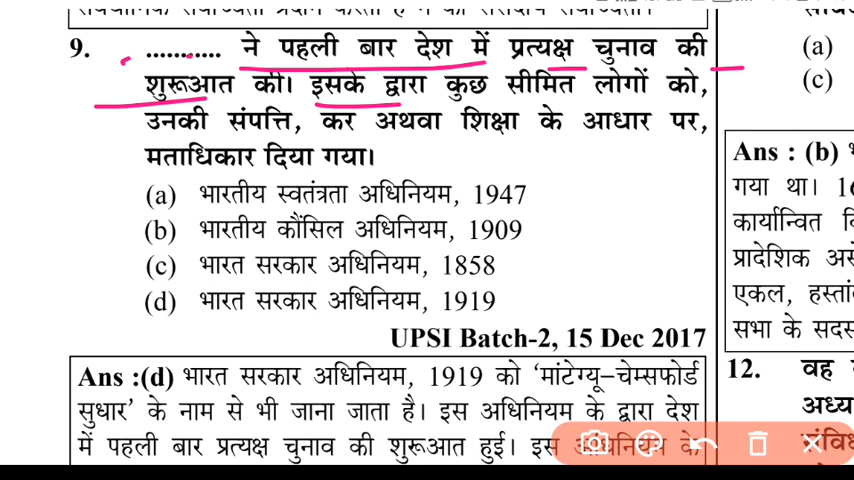 9. ........... ने पहली बार देश में प्रत्यक्ष चुनाव की
शुरूआत की। इसके द्वारा कुछ सीमित लोगों को,
उनकी संपत्ति, कर अथवा शिक्षा के आधार पर,
मताधिकार दिया गया।
(a) भारतीय स्वतंत्रता अधिनियम, 1947
(b) भारतीय कौंसिल अधिनियम, 1909
(c) भारत सरकार अधिनियम, 1858
(d) भारत सरकार अधिनियम, 1919
UPSI Batch-2, 15 Dec 2017
Ans :(d) भारत सरकार अधिनियम, 1919 को ‘मांटेग्यू–चेम्सफोर्ड
सुधार’ के नाम से भी जाना जाता है। इस अधिनियम के द्वारा देश
में पहली बार प्रत्यक्ष चुनाव की शुरूआत हुई। इस अधिनियम के
(a)
(c)
Ans : (b)
गया था।
कार्यान्वित
प्रादेशिक
एकल,
सभा के
12. वह